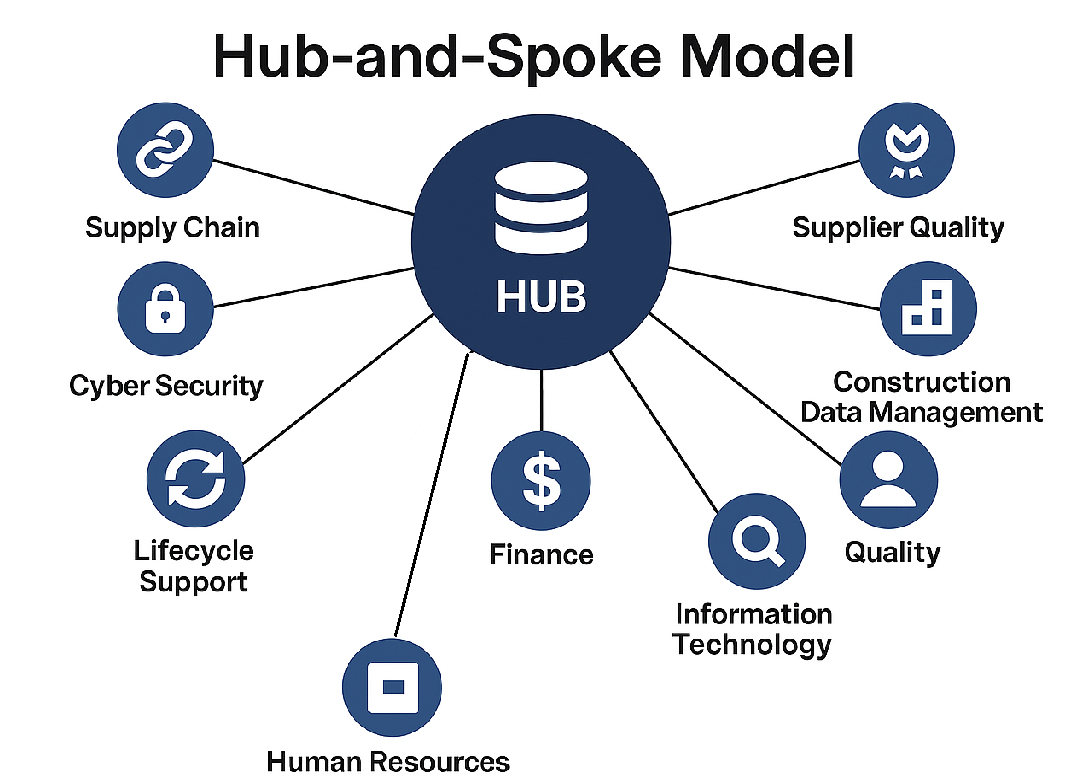 Hub-and-Spoke Model
HUB
Supply Chain
Supplier Quality
Cyber Security
Construction
Data Management
Lifecycle
Support
$
Finance
Quality
Information
Technology
Human Resources